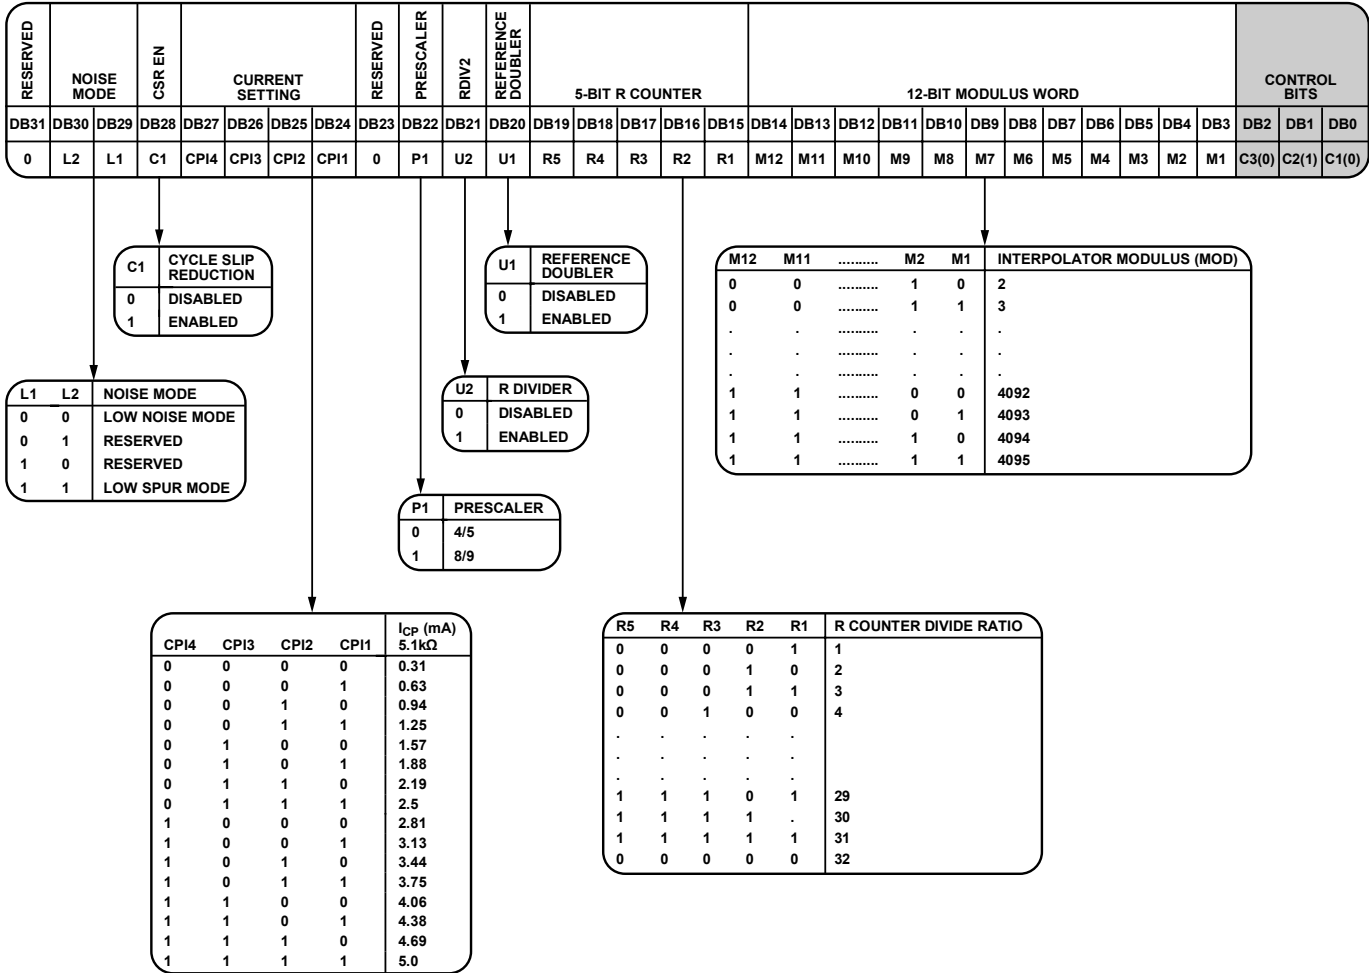 RESERVED
NOISE MODE
CSR EN
CURRENT SETTING
RESERVED
PRESCALER
RDIV2
REFERENCE DOUBLER
5-BIT R COUNTER
12-BIT MODULUS WORD
CONTROL BITS
DB31 DB30 DB29 DB28 DB27 DB26 DB25 DB24 DB23 DB22 DB21 DB20 DB19 DB18 DB17 DB16 DB15 DB14 DB13 DB12 DB11 DB10 DB9 DB8 DB7 DB6 DB5 DB4 DB3 DB2 DB1 DB0
0 L2 L1 C1 CPI4 CPI3 CPI2 CPI1 0 P1 U2 U1 R5 R4 R3 R2 R1 M12 M11 M10 M9 M8 M7 M6 M5 M4 M3 M2 M1 C3(0) C2(1) C1(0)
C1 CYCLE SLIP REDUCTION
0 DISABLED
1 ENABLED
U1 REFERENCE DOUBLER
0 DISABLED
1 ENABLED
M12 M11 .......... M2 M1 INTERPOLATOR MODULUS (MOD)
0 0 .......... 1 0 2
0 0 .......... 1 1 3
. . .......... . . .
. . .......... . . .
. . .......... . . .
1 1 .......... 0 0 4092
1 1 .......... 0 1 4093
1 1 .......... 1 0 4094
1 1 .......... 1 1 4095
L1 L2 NOISE MODE
0 0 LOW NOISE MODE
0 1 RESERVED
1 0 RESERVED
1 1 LOW SPUR MODE
U2 R DIVIDER
0 DISABLED
1 ENABLED
P1 PRESCALER
0 4/5
1 8/9
CPI4 CPI3 CPI2 CPI1 ICP (mA) 5.1kΩ
0 0 0 0 0.31
0 0 0 1 0.63
0 0 1 0 0.94
0 0 1 1 1.25
0 1 0 0 1.57
0 1 0 1 1.88
0 1 1 0 2.19
0 1 1 1 2.5
1 0 0 0 2.81
1 0 0 1 3.13
1 0 1 0 3.44
1 0 1 1 3.75
1 1 0 0 4.06
1 1 0 1 4.38
1 1 1 0 4.69
1 1 1 1 5.0
R5 R4 R3 R2 R1 R COUNTER DIVIDE RATIO
0 0 0 0 1 1
0 0 0 1 0 2
0 0 0 1 1 3
0 0 1 0 0 4
. . . . .
. . . . .
. . . . .
1 1 1 0 1 29
1 1 1 1 . 30
1 1 1 1 1 31
0 0 0 0 0 32